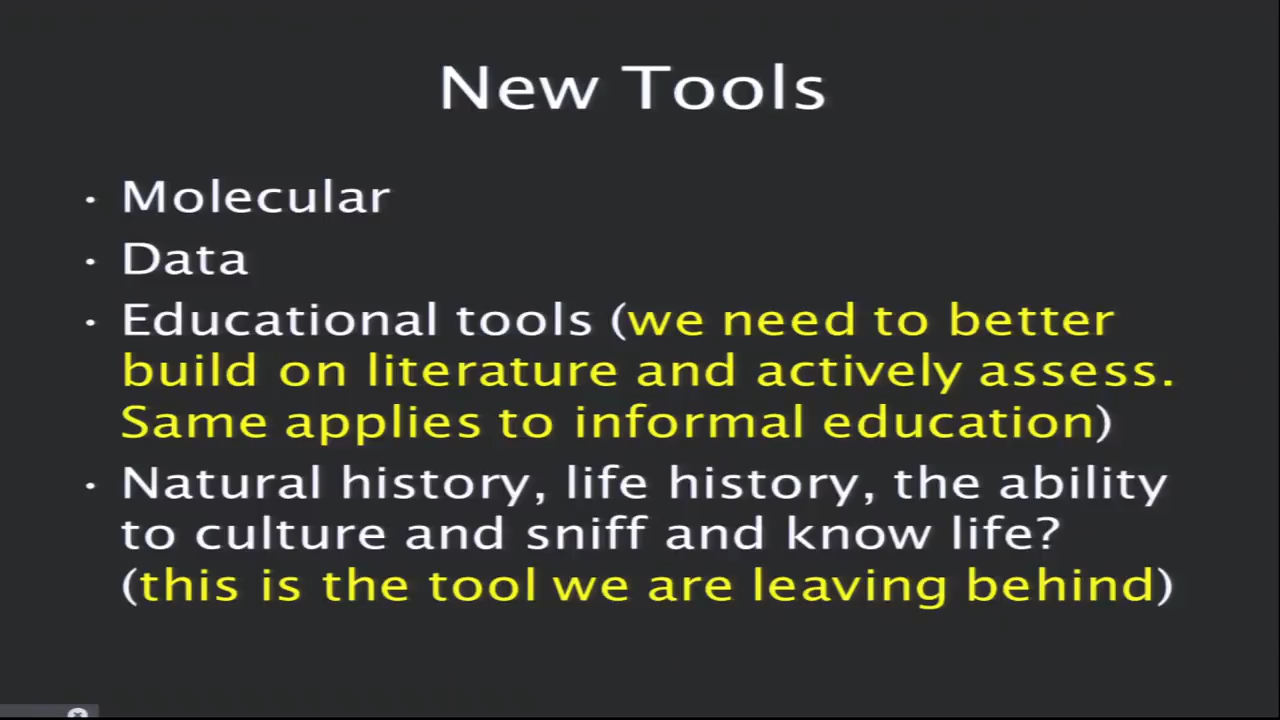 New Tools
· Molecular
· Data
· Educational tools (we need to better
build on literature and actively assess.
Same applies to informal education)
· Natural history, life history, the ability
to culture and sniff and know life?
(this is the tool we are leaving behind)